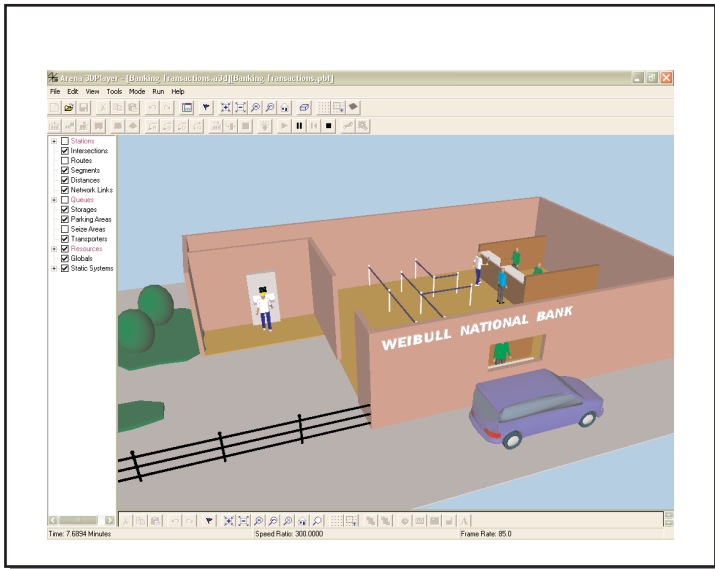 Arena 3DPlayer - [Banking Transactions.a3d][Banking Transactions.pbf]
File Edit View Tools Mode Run Help
Stations
Intersections
Routes
Segments
Distances
Network Links
Queues
Storages
Parking Areas
Seize Areas
Transporters
Resources
Globals
Static Systems
WEIBULL NATIONAL BANK
A
Time: 7.6894 Minutes Speed Ratio: 300.0000 Frame Rate: 85.0